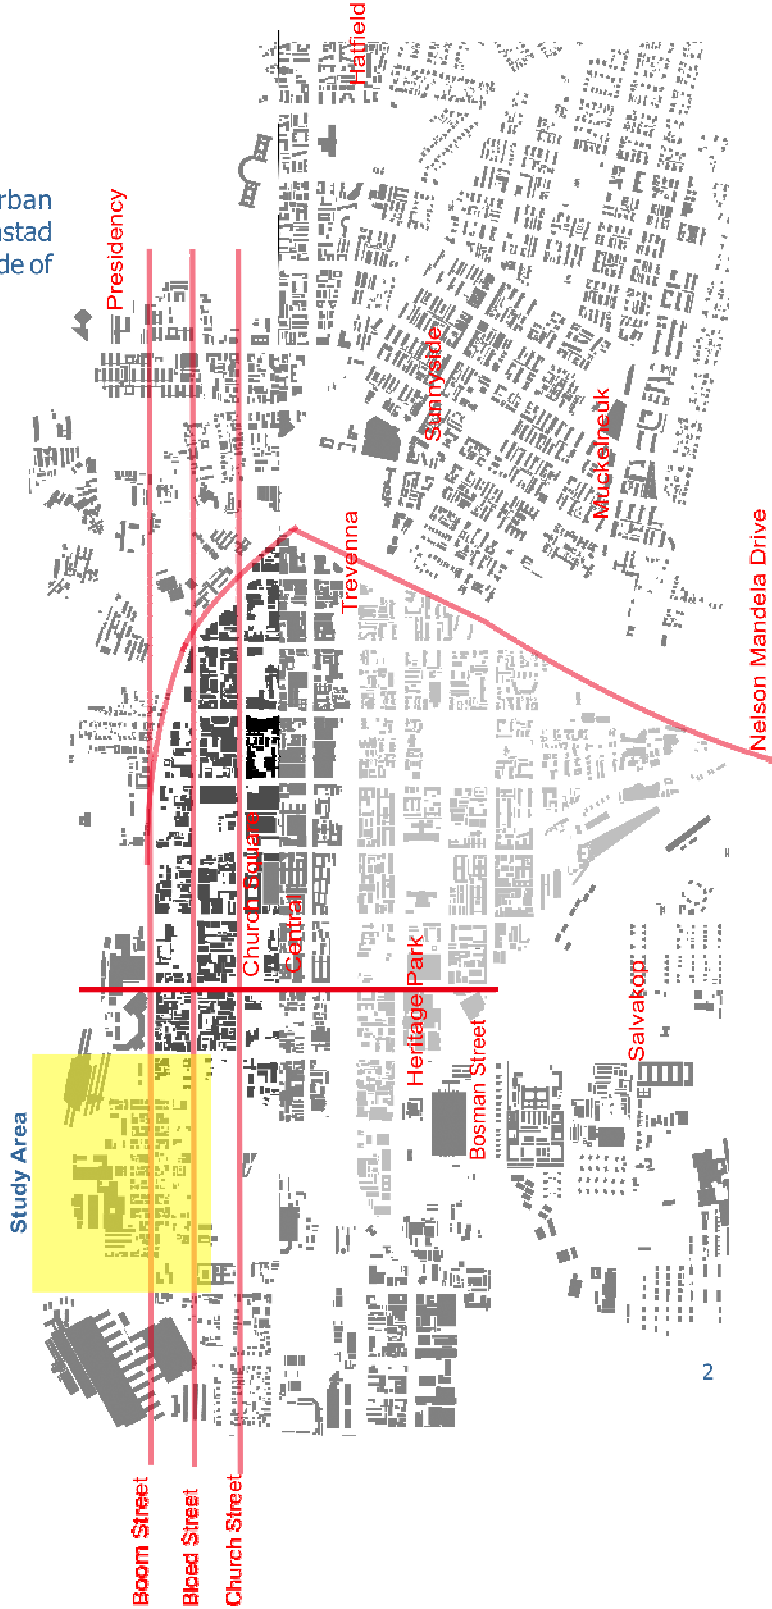 Hatfield
rban
nstad
de of
Presidency
Sunnyside
Muckelneuk
Trevenna
Nelson Mandela Drive
Church Square
Central
Heritage Park
Salvakop
Bosman Street
Study Area
2
Boom Street
Bloed Street
Church Street